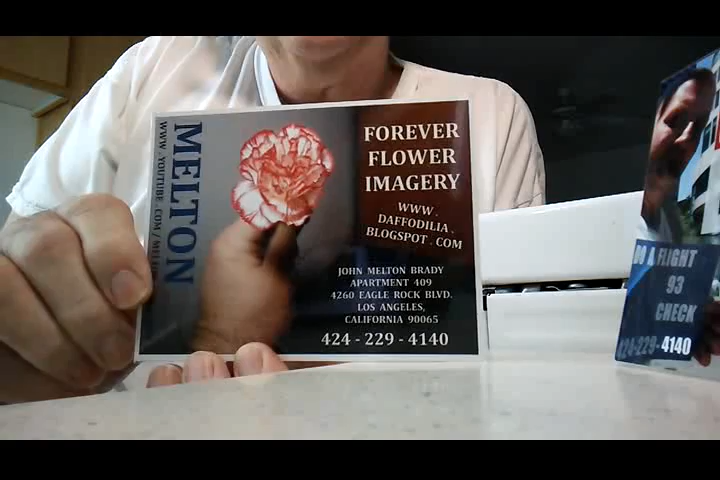 MELTON
WWW.YOUTUBE.COM/
FOREVER
FLOWER
IMAGERY
WWW.
DAFFODILIA.
BLOGSPOT.COM
JOHN MELTON BRADY
APARTMENT 409
4260 EAGLE ROCK BLVD.
LOS ANGELES,
CALIFORNIA 90065
424-229-4140
A FLIGHT
93
CHECK
424-229-4140